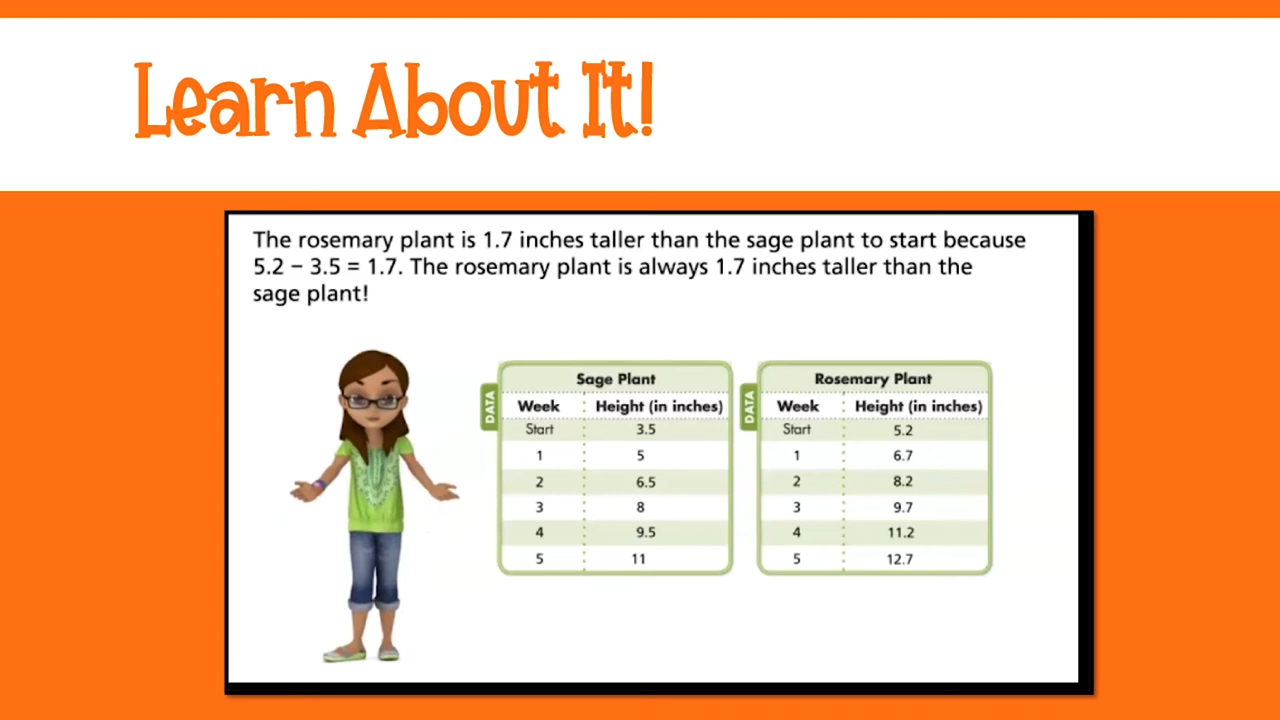 Learn About It!
The rosemary plant is 1.7 inches taller than the sage plant to start because
5.2 − 3.5 = 1.7. The rosemary plant is always 1.7 inches taller than the
sage plant!
DATA
Sage Plant
Week Height (in inches)
Start 3.5
1 5
2 6.5
3 8
4 9.5
5 11
DATA
Rosemary Plant
Week Height (in inches)
Start 5.2
1 6.7
2 8.2
3 9.7
4 11.2
5 12.7